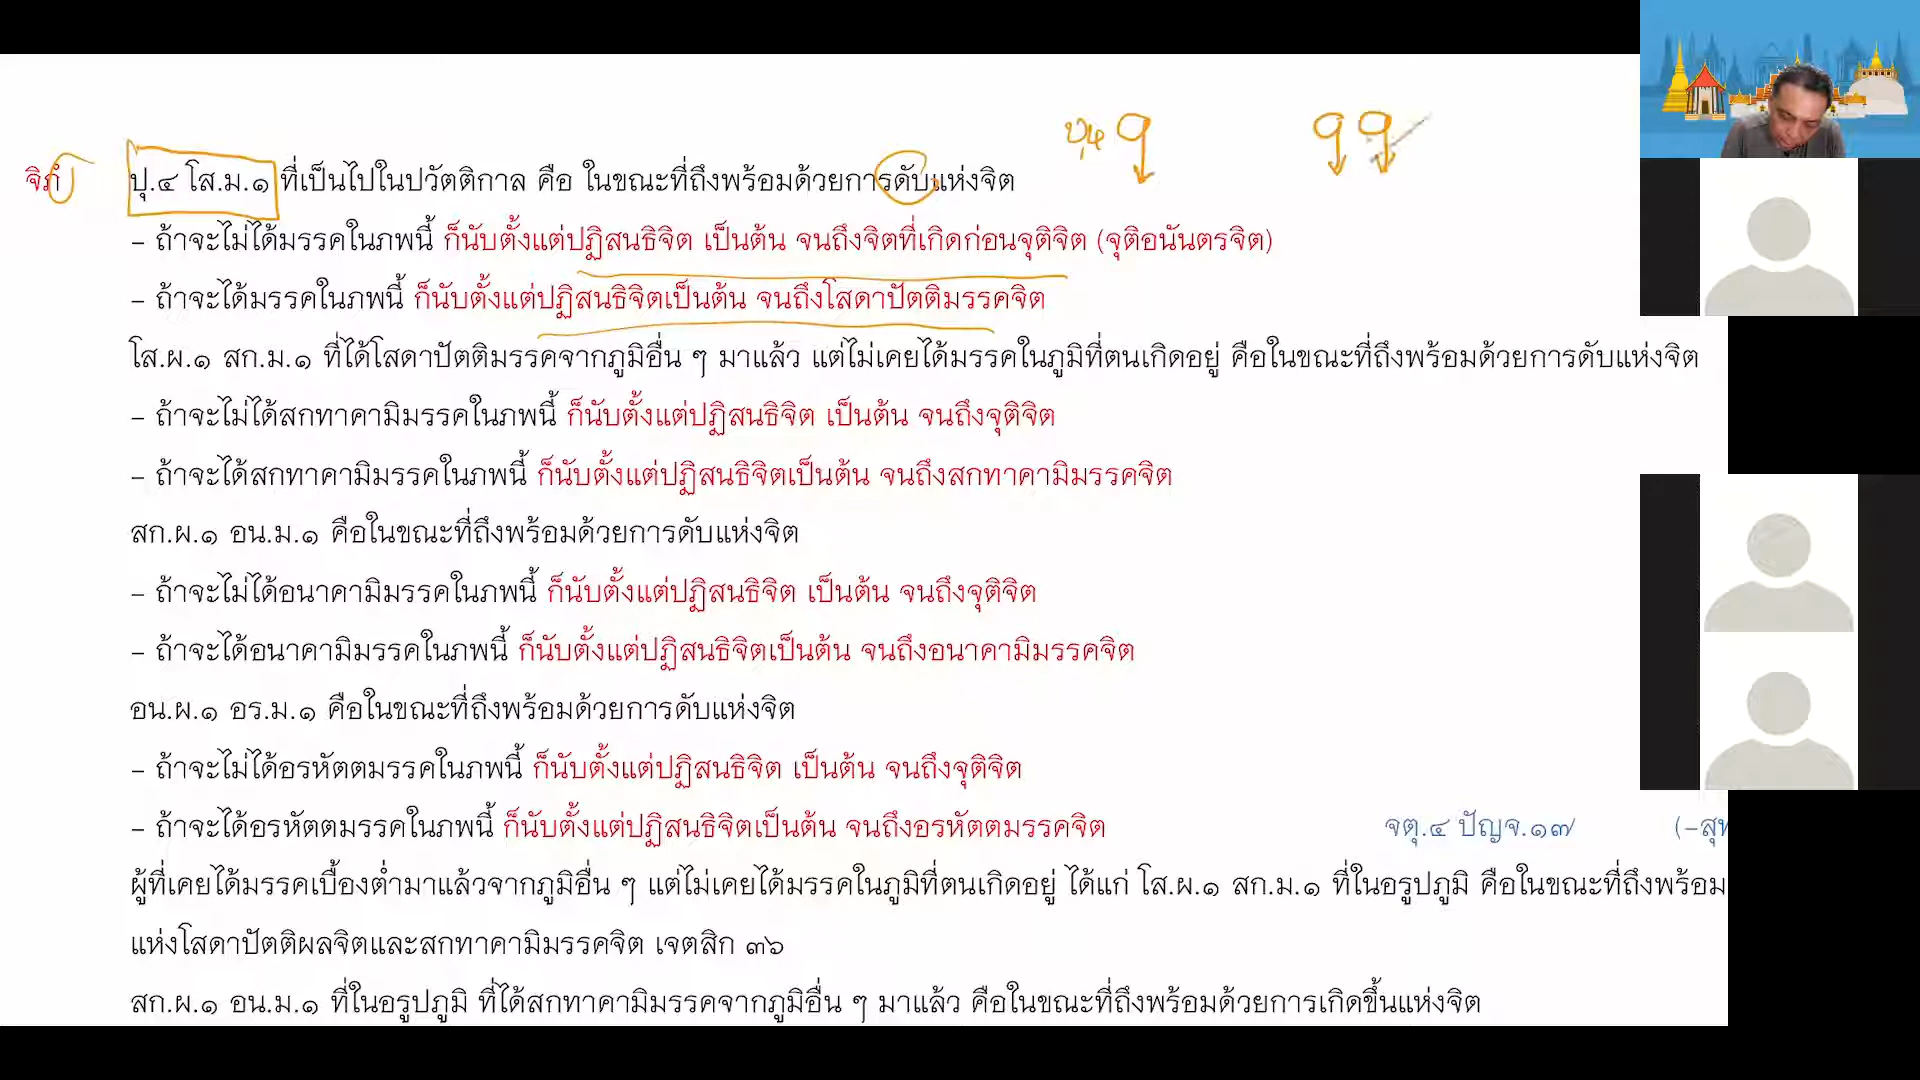 จิภํ ปุ.๔ โส.ม.๑ ที่เป็นไปในปวัตติกาล คือ ในขณะที่ถึงพร้อมด้วยการดับแห่งจิต
– ถ้าจะไม่ได้มรรคในภพนี้ ก็นับตั้งแต่ปฏิสนธิจิต เป็นต้น จนถึงจิตที่เกิดก่อนจุติจิต (จุติอนันตรจิต)
– ถ้าจะได้มรรคในภพนี้ ก็นับตั้งแต่ปฏิสนธิจิตเป็นต้น จนถึงโสดาปัตติมรรคจิต
โส.ผ.๑ สก.ม.๑ ที่ได้โสดาปัตติมรรคจากภูมิอื่น ๆ มาแล้ว แต่ไม่เคยได้มรรคในภูมิที่ตนเกิดอยู่ คือในขณะที่ถึงพร้อมด้วยการดับแห่งจิต
– ถ้าจะไม่ได้สกทาคามิมรรคในภพนี้ ก็นับตั้งแต่ปฏิสนธิจิต เป็นต้น จนถึงจุติจิต
– ถ้าจะได้สกทาคามิมรรคในภพนี้ ก็นับตั้งแต่ปฏิสนธิจิตเป็นต้น จนถึงสกทาคามิมรรคจิต
สก.ผ.๑ อน.ม.๑ คือในขณะที่ถึงพร้อมด้วยการดับแห่งจิต
– ถ้าจะไม่ได้อนาคามิมรรคในภพนี้ ก็นับตั้งแต่ปฏิสนธิจิต เป็นต้น จนถึงจุติจิต
– ถ้าจะได้อนาคามิมรรคในภพนี้ ก็นับตั้งแต่ปฏิสนธิจิตเป็นต้น จนถึงอนาคามิมรรคจิต
อน.ผ.๑ อร.ม.๑ คือในขณะที่ถึงพร้อมด้วยการดับแห่งจิต
– ถ้าจะไม่ได้อรหัตตมรรคในภพนี้ ก็นับตั้งแต่ปฏิสนธิจิต เป็นต้น จนถึงจุติจิต
– ถ้าจะได้อรหัตตมรรคในภพนี้ ก็นับตั้งแต่ปฏิสนธิจิตเป็นต้น จนถึงอรหัตตมรรคจิต จตุ.๔ ปัญจ.๑๗
ผู้ที่เคยได้มรรคเบื้องต่ำมาแล้วจากภูมิอื่น ๆ แต่ไม่เคยได้มรรคในภูมิที่ตนเกิดอยู่ ได้แก่ โส.ผ.๑ สก.ม.๑ ที่ในอรูปภูมิ คือในขณะที่ถึงพร้อม
แห่งโสดาปัตติผลจิตและสกทาคามิมรรคจิต เจตสิก ๓๖
สก.ผ.๑ อน.ม.๑ ที่ในอรูปภูมิ ที่ได้สกทาคามิมรรคจากภูมิอื่น ๆ มาแล้ว คือในขณะที่ถึงพร้อมด้วยการเกิดขึ้นแห่งจิต